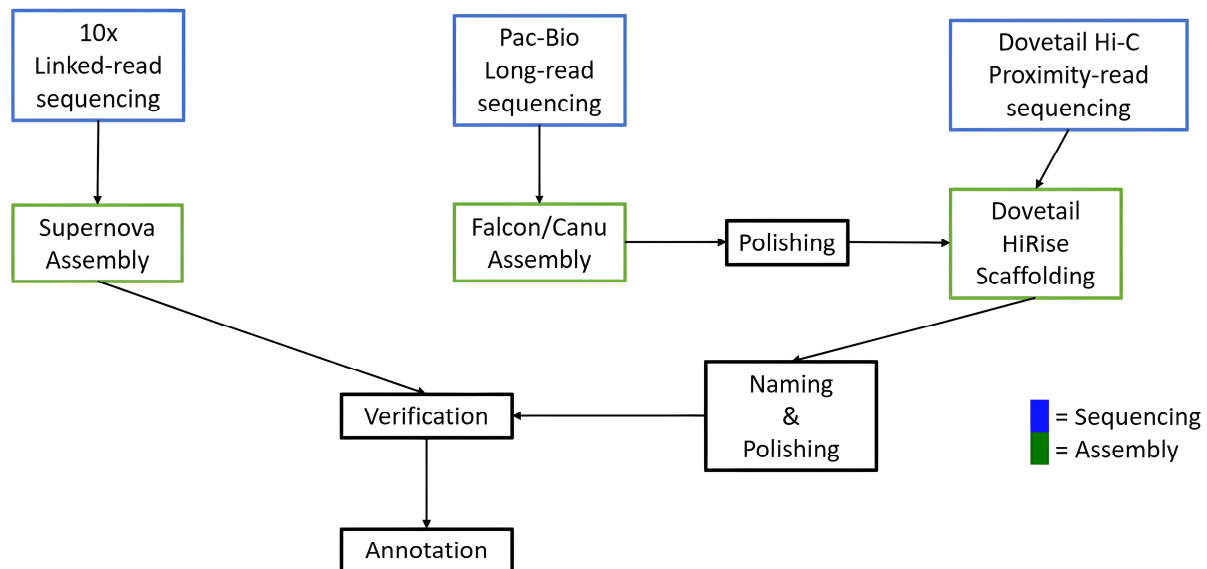 10x
Linked-read
sequencing
Pac-Bio
Long-read
sequencing
Dovetail Hi-C
Proximity-read
sequencing
Supernova
Assembly
Falcon/Canu
Assembly
Polishing
Dovetail
HiRise
Scaffolding
Naming
&
Polishing
Verification
= Sequencing
= Assembly
Annotation